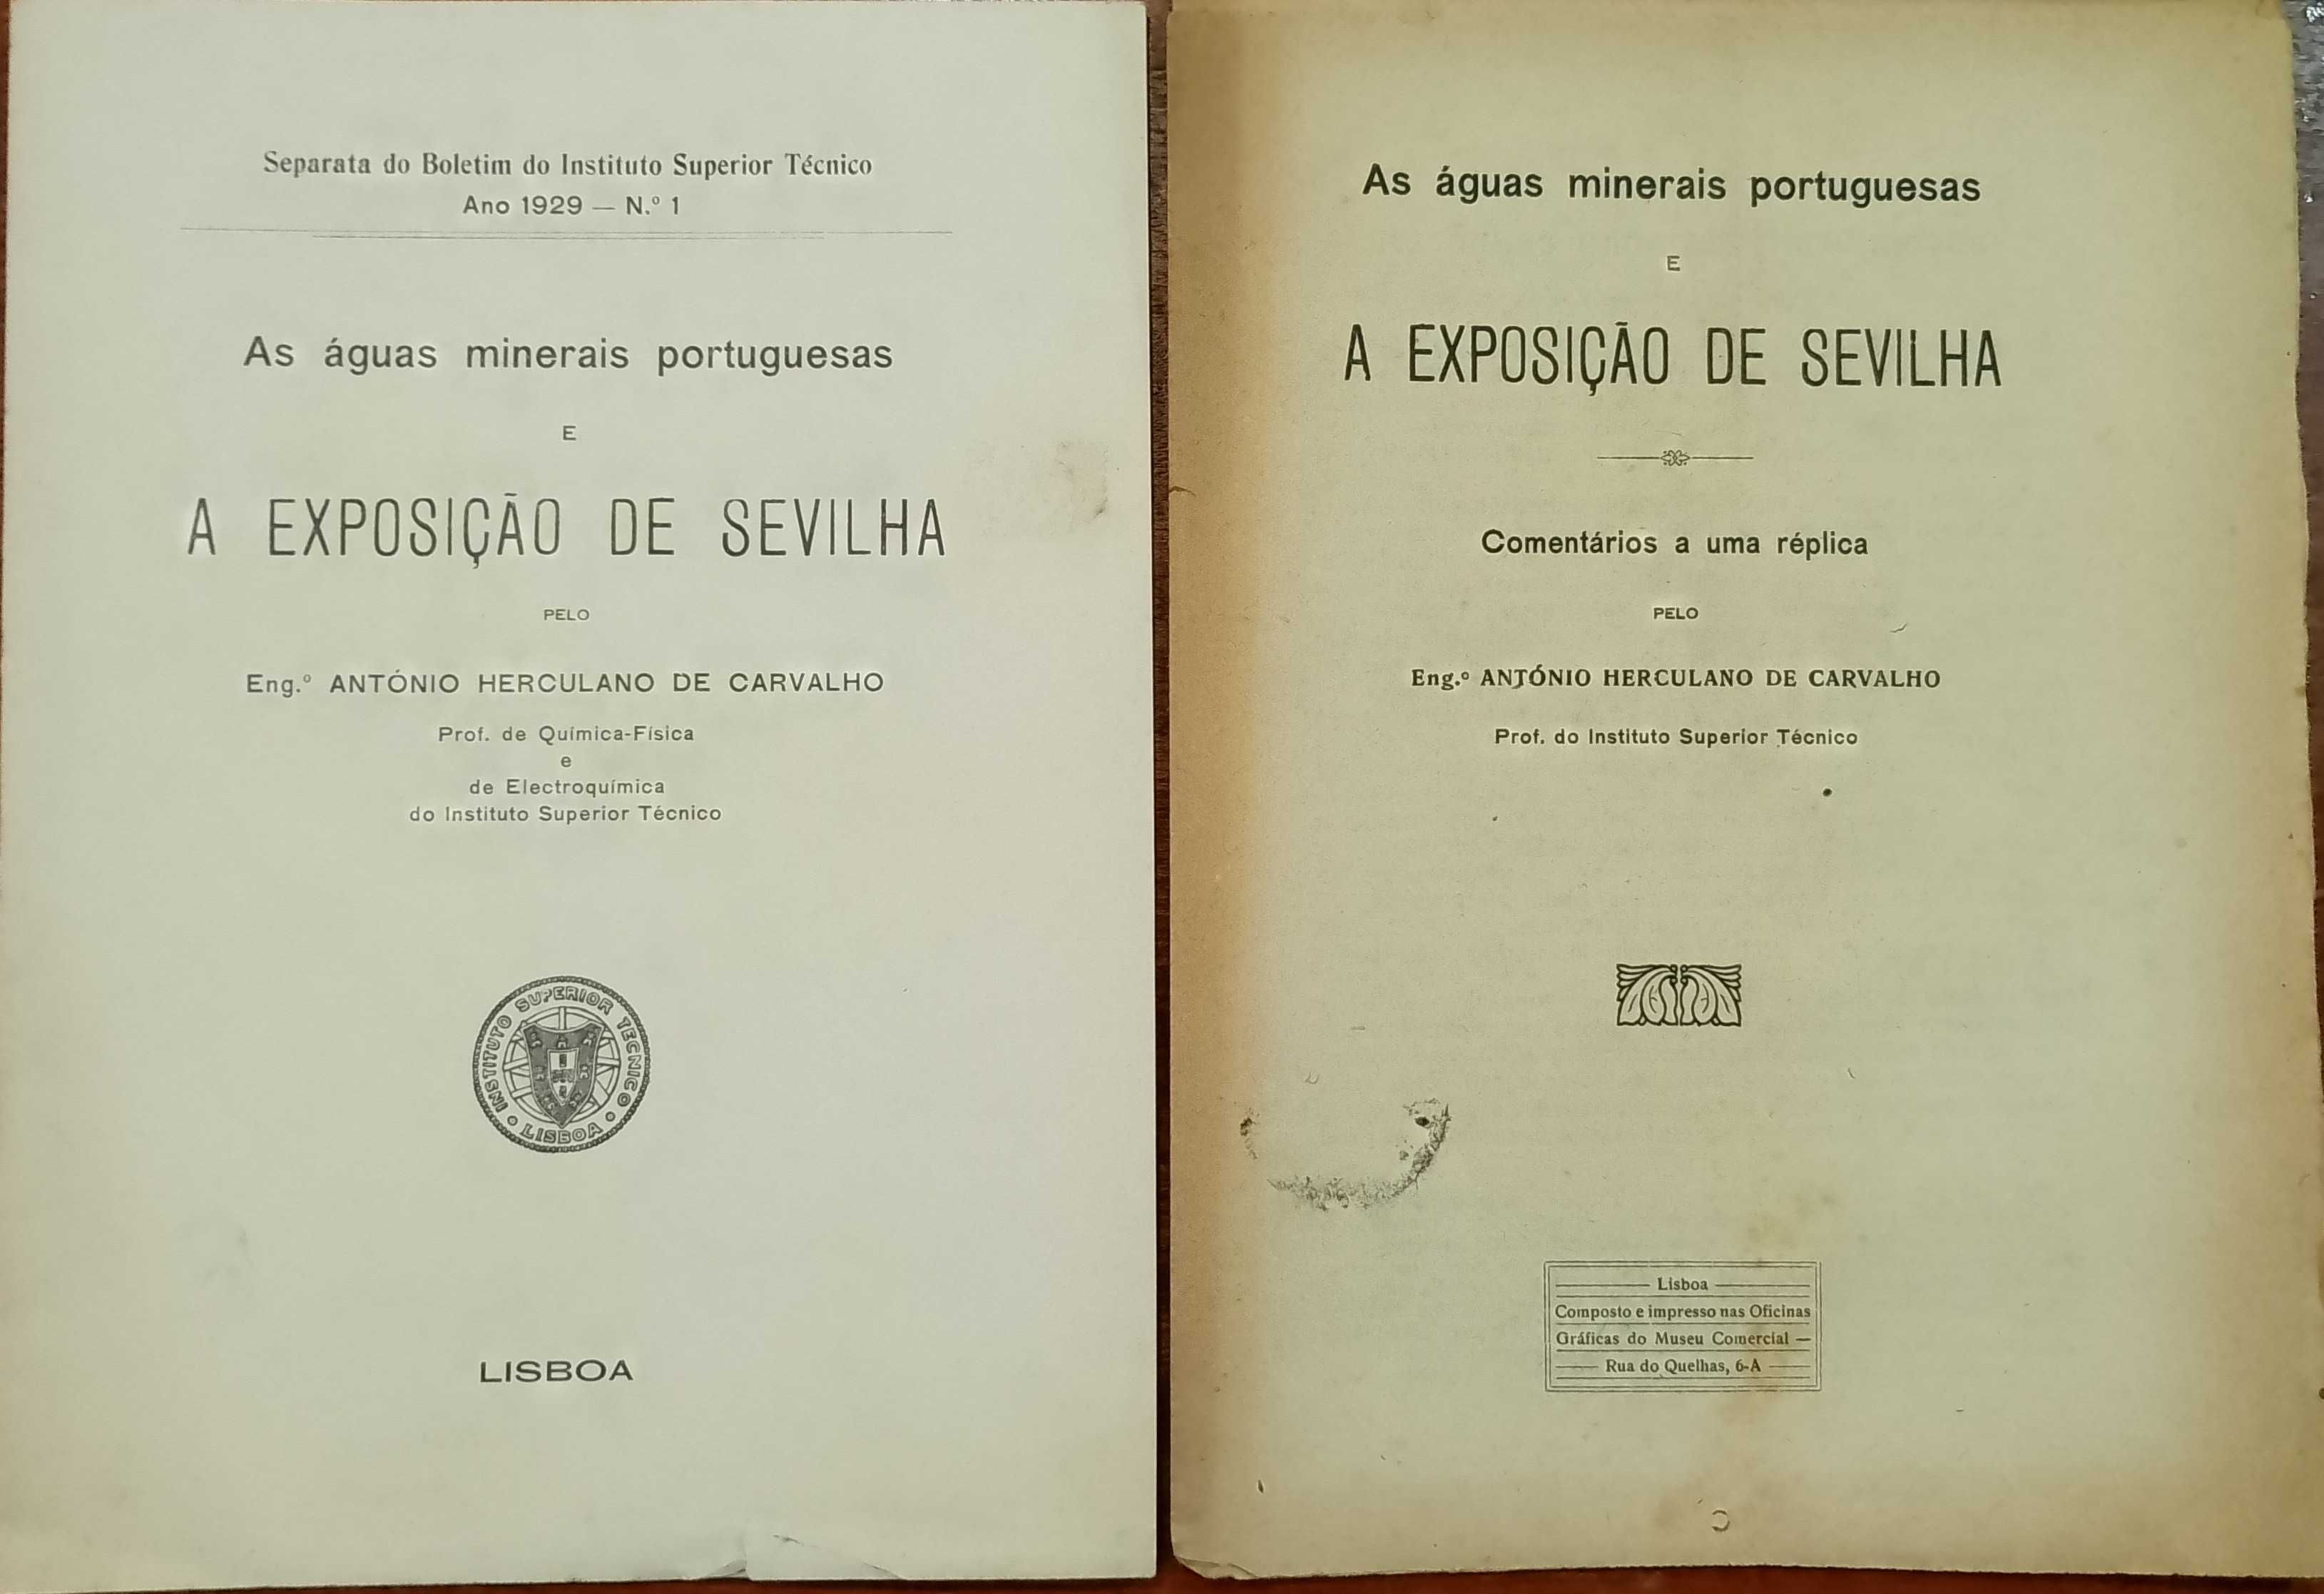 Separata do Boletim do Instituto Superior Técnico
Ano 1929 — N.º 1
As águas minerais portuguesas
E
A EXPOSIÇÃO DE SEVILHA
PELO
Eng.º ANTÓNIO HERCULANO DE CARVALHO
Prof. de Química-Física
e
de Electroquímica
do Instituto Superior Técnico
INSTITUTO SUPERIOR TECNICO
LISBOA
LISBOA
As águas minerais portuguesas
E
A EXPOSIÇÃO DE SEVILHA
Comentários a uma réplica
PELO
Eng.º ANTÓNIO HERCULANO DE CARVALHO
Prof. do Instituto Superior Técnico
Lisboa
Composto e impresso nas Oficinas
Gráficas do Museu Comercial —
Rua do Quelhas, 6-A